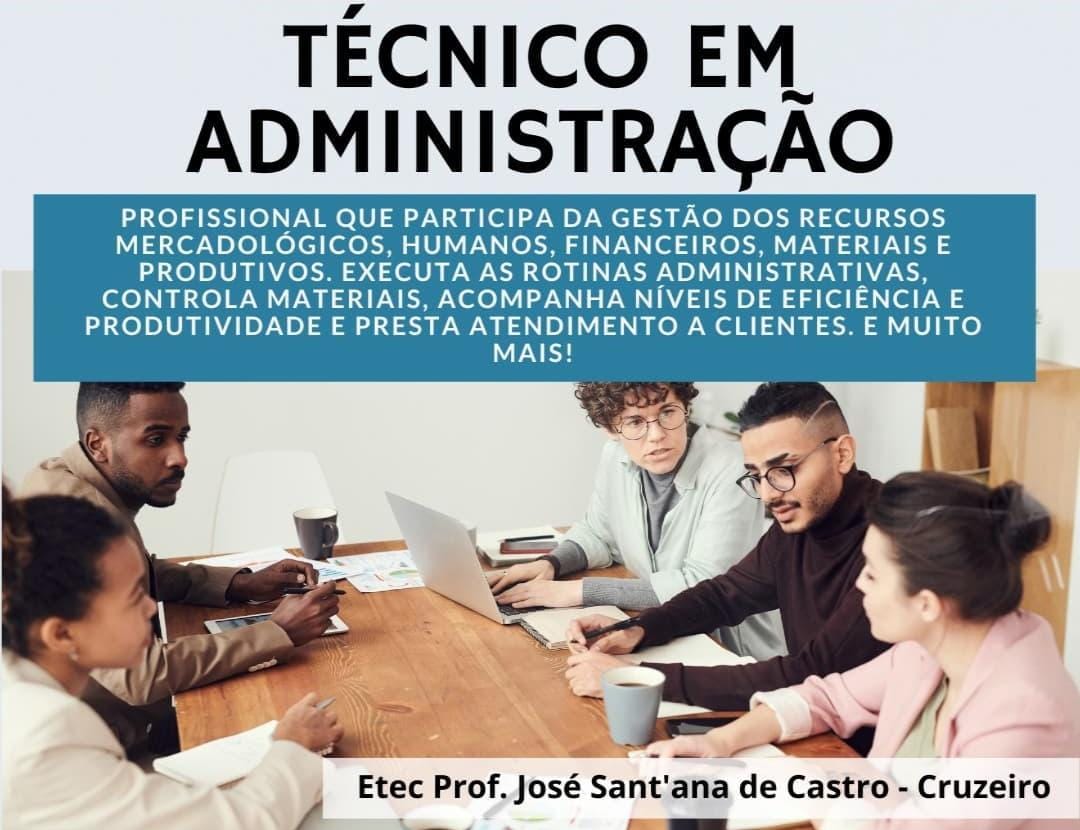 TÉCNICO EM
ADMINISTRAÇÃO
PROFISSIONAL QUE PARTICIPA DA GESTÃO DOS RECURSOS
MERCADOLÓGICOS, HUMANOS, FINANCEIROS, MATERIAIS E
PRODUTIVOS. EXECUTA AS ROTINAS ADMINISTRATIVAS,
CONTROLA MATERIAIS, ACOMPANHA NÍVEIS DE EFICIÊNCIA E
PRODUTIVIDADE E PRESTA ATENDIMENTO A CLIENTES. E MUITO
MAIS!
Etec Prof. José Sant'ana de Castro - Cruzeiro